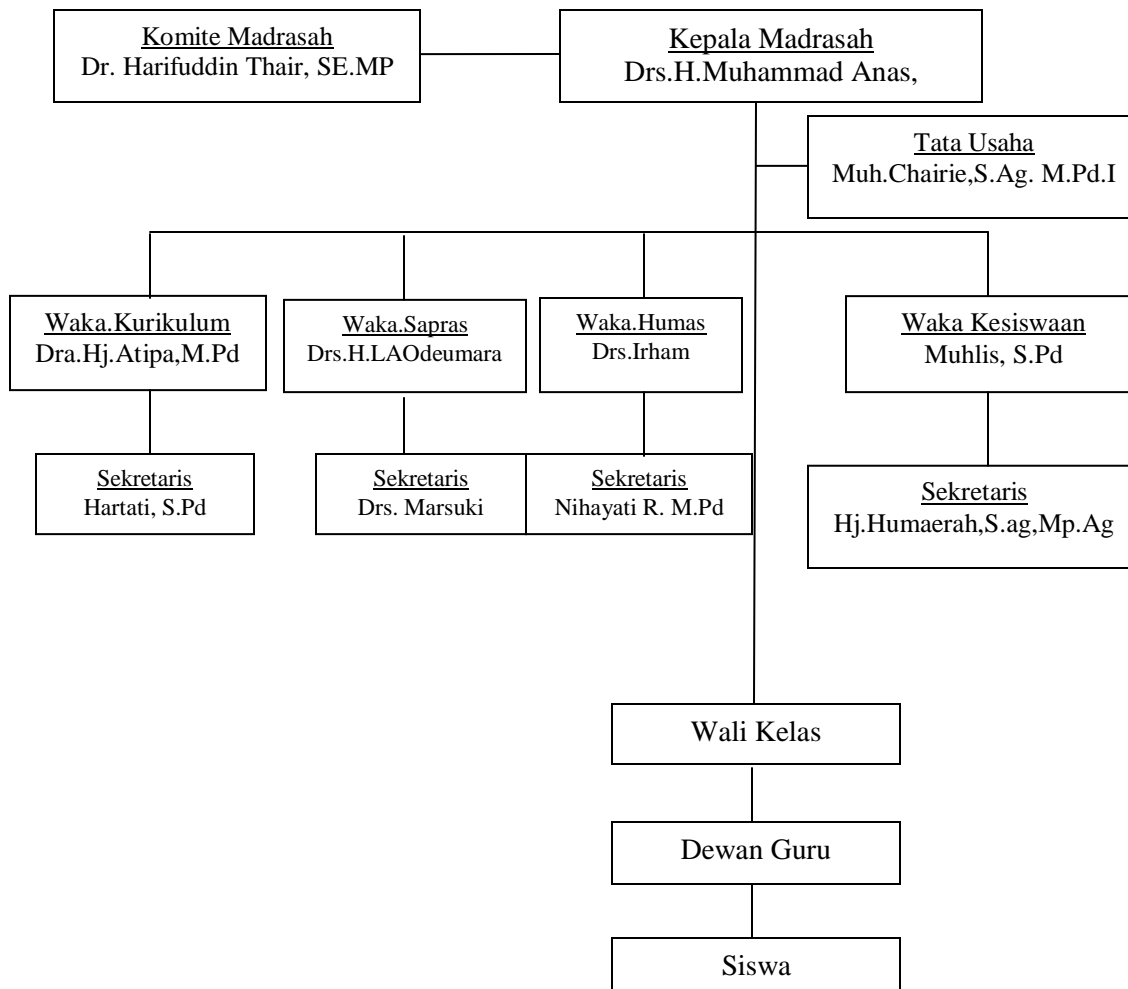 Komite Madrasah
Dr. Harifuddin Thair, SE.MP
Kepala Madrasah
Drs.H.Muhammad Anas,
Tata Usaha
Muh.Chairie,S.Ag. M.Pd.I
Waka.Kurikulum
Dra.Hj.Atipa,M.Pd
Waka.Sapras
Drs.H.LAOdeumara
Waka.Humas
Drs.Irham
Waka Kesiswaan
Muhlis, S.Pd
Sekretaris
Hartati, S.Pd
Sekretaris
Drs. Marsuki
Sekretaris
Nihayati R. M.Pd
Sekretaris
Hj.Humaerah,S.ag,Mp.Ag
Wali Kelas
Dewan Guru
Siswa